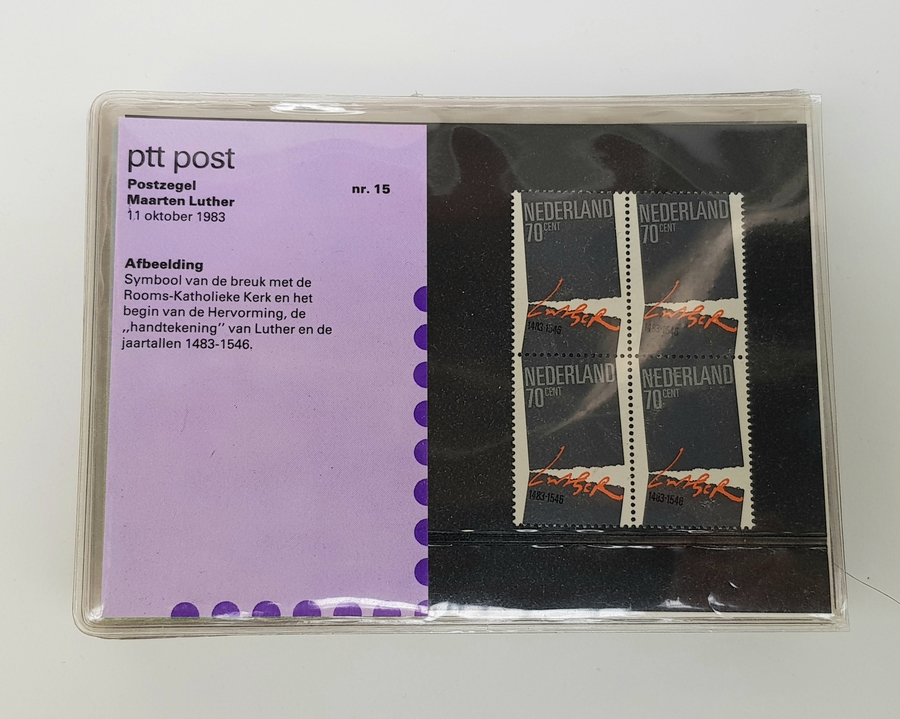 ptt post
Postzegel
Maarten Luther
11 oktober 1983
nr. 15
Afbeelding
Symbool van de breuk met de
Rooms-Katholieke Kerk en het
begin van de Hervorming, de
,,handtekening'' van Luther en de
jaartallen 1483-1546.
NEDERLAND
70 CENT
LutheR
1483-1546
NEDERLAND
70 CENT
LutheR
1483-1546
NEDERLAND
70 CENT
LutheR
1483-1546
NEDERLAND
70 CENT
LutheR
1483-1546